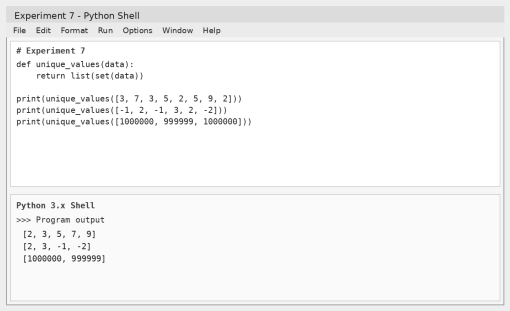 Experiment 7 - Python Shell
File Edit Format Run Options Window Help
# Experiment 7
def unique_values(data):
    return list(set(data))
print(unique_values([3, 7, 3, 5, 2, 5, 9, 2]))
print(unique_values([-1, 2, -1, 3, 2, -2]))
print(unique_values([1000000, 999999, 1000000]))
Python 3.x Shell
>>> Program output
[2, 3, 5, 7, 9]
[2, 3, -1, -2]
[1000000, 999999]